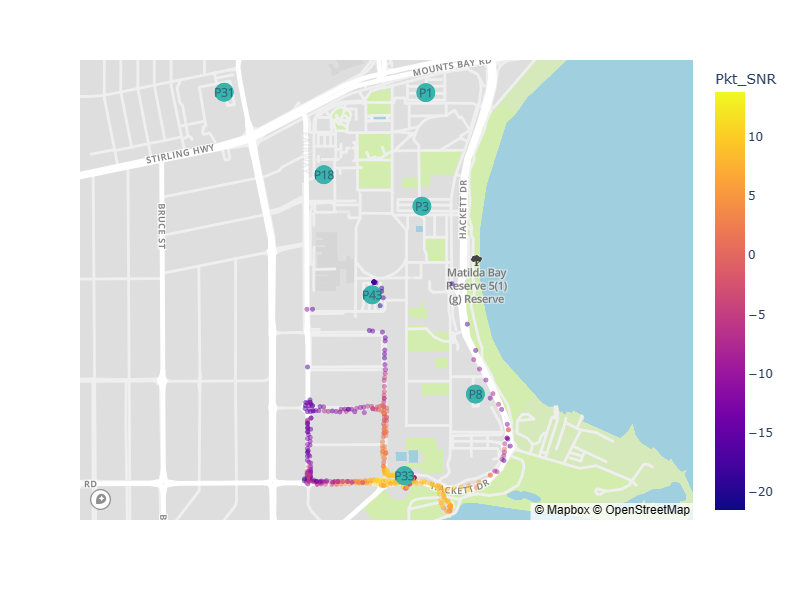 Pkt_SNR
MOUNTS BAY RD
P31
P1
10
STIRLING HWY
P18
5
P3
HACKETT DR
BRUCE ST
0
Matilda Bay
Reserve 5(1)
(g) Reserve
P43
−5
−10
P8
−15
P33
RD
HACKETT DR
−20
© Mapbox © OpenStreetMap
B